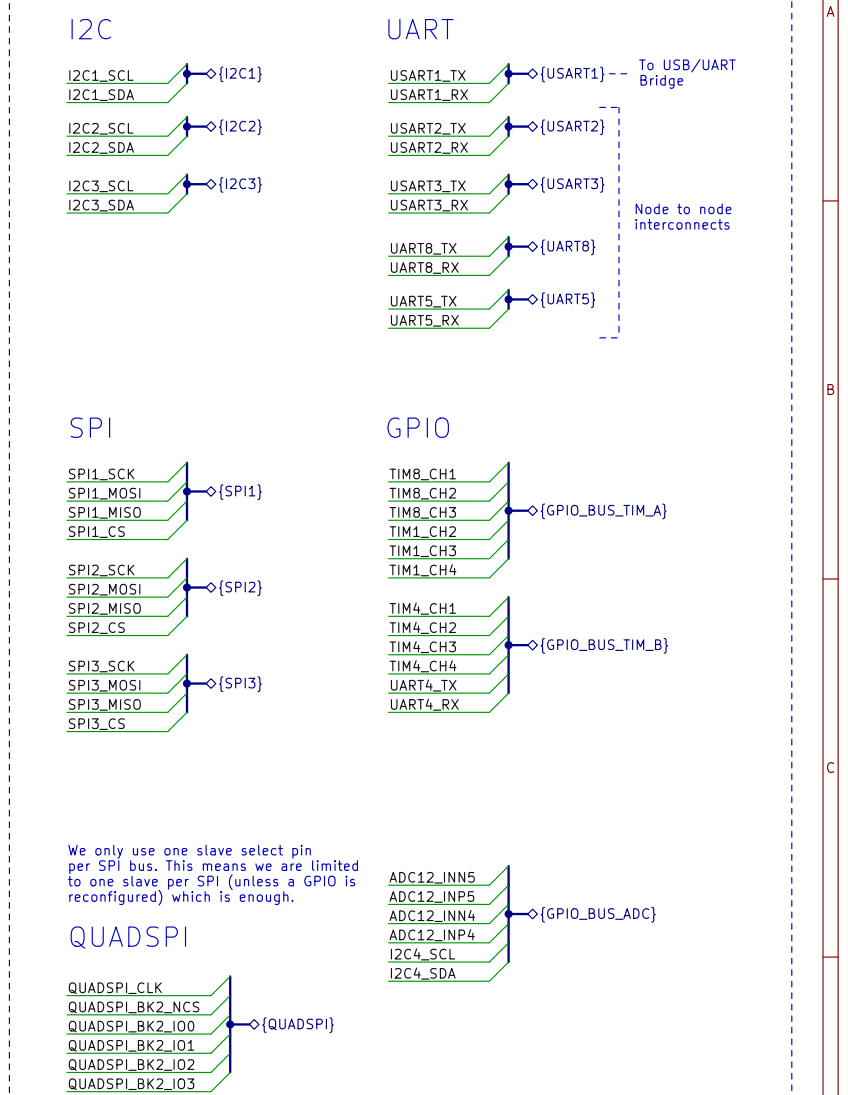 I2C
I2C1_SCL
I2C1_SDA
{I2C1}
I2C2_SCL
I2C2_SDA
{I2C2}
I2C3_SCL
I2C3_SDA
{I2C3}
UART
USART1_TX
USART1_RX
{USART1}
To USB/UART
Bridge
USART2_TX
USART2_RX
{USART2}
USART3_TX
USART3_RX
{USART3}
Node to node
interconnects
UART8_TX
UART8_RX
{UART8}
UART5_TX
UART5_RX
{UART5}
SPI
SPI1_SCK
SPI1_MOSI
SPI1_MISO
SPI1_CS
{SPI1}
SPI2_SCK
SPI2_MOSI
SPI2_MISO
SPI2_CS
{SPI2}
SPI3_SCK
SPI3_MOSI
SPI3_MISO
SPI3_CS
{SPI3}
GPIO
TIM8_CH1
TIM8_CH2
TIM8_CH3
TIM1_CH2
TIM1_CH3
TIM1_CH4
{GPIO_BUS_TIM_A}
TIM4_CH1
TIM4_CH2
TIM4_CH3
TIM4_CH4
UART4_TX
UART4_RX
{GPIO_BUS_TIM_B}
We only use one slave select pin
per SPI bus. This means we are limited
to one slave per SPI (unless a GPIO is
reconfigured) which is enough.
QUADSPI
QUADSPI_CLK
QUADSPI_BK2_NCS
QUADSPI_BK2_IO0
QUADSPI_BK2_IO1
QUADSPI_BK2_IO2
QUADSPI_BK2_IO3
{QUADSPI}
ADC12_INN5
ADC12_INP5
ADC12_INN4
ADC12_INP4
I2C4_SCL
I2C4_SDA
{GPIO_BUS_ADC}
A
B
C